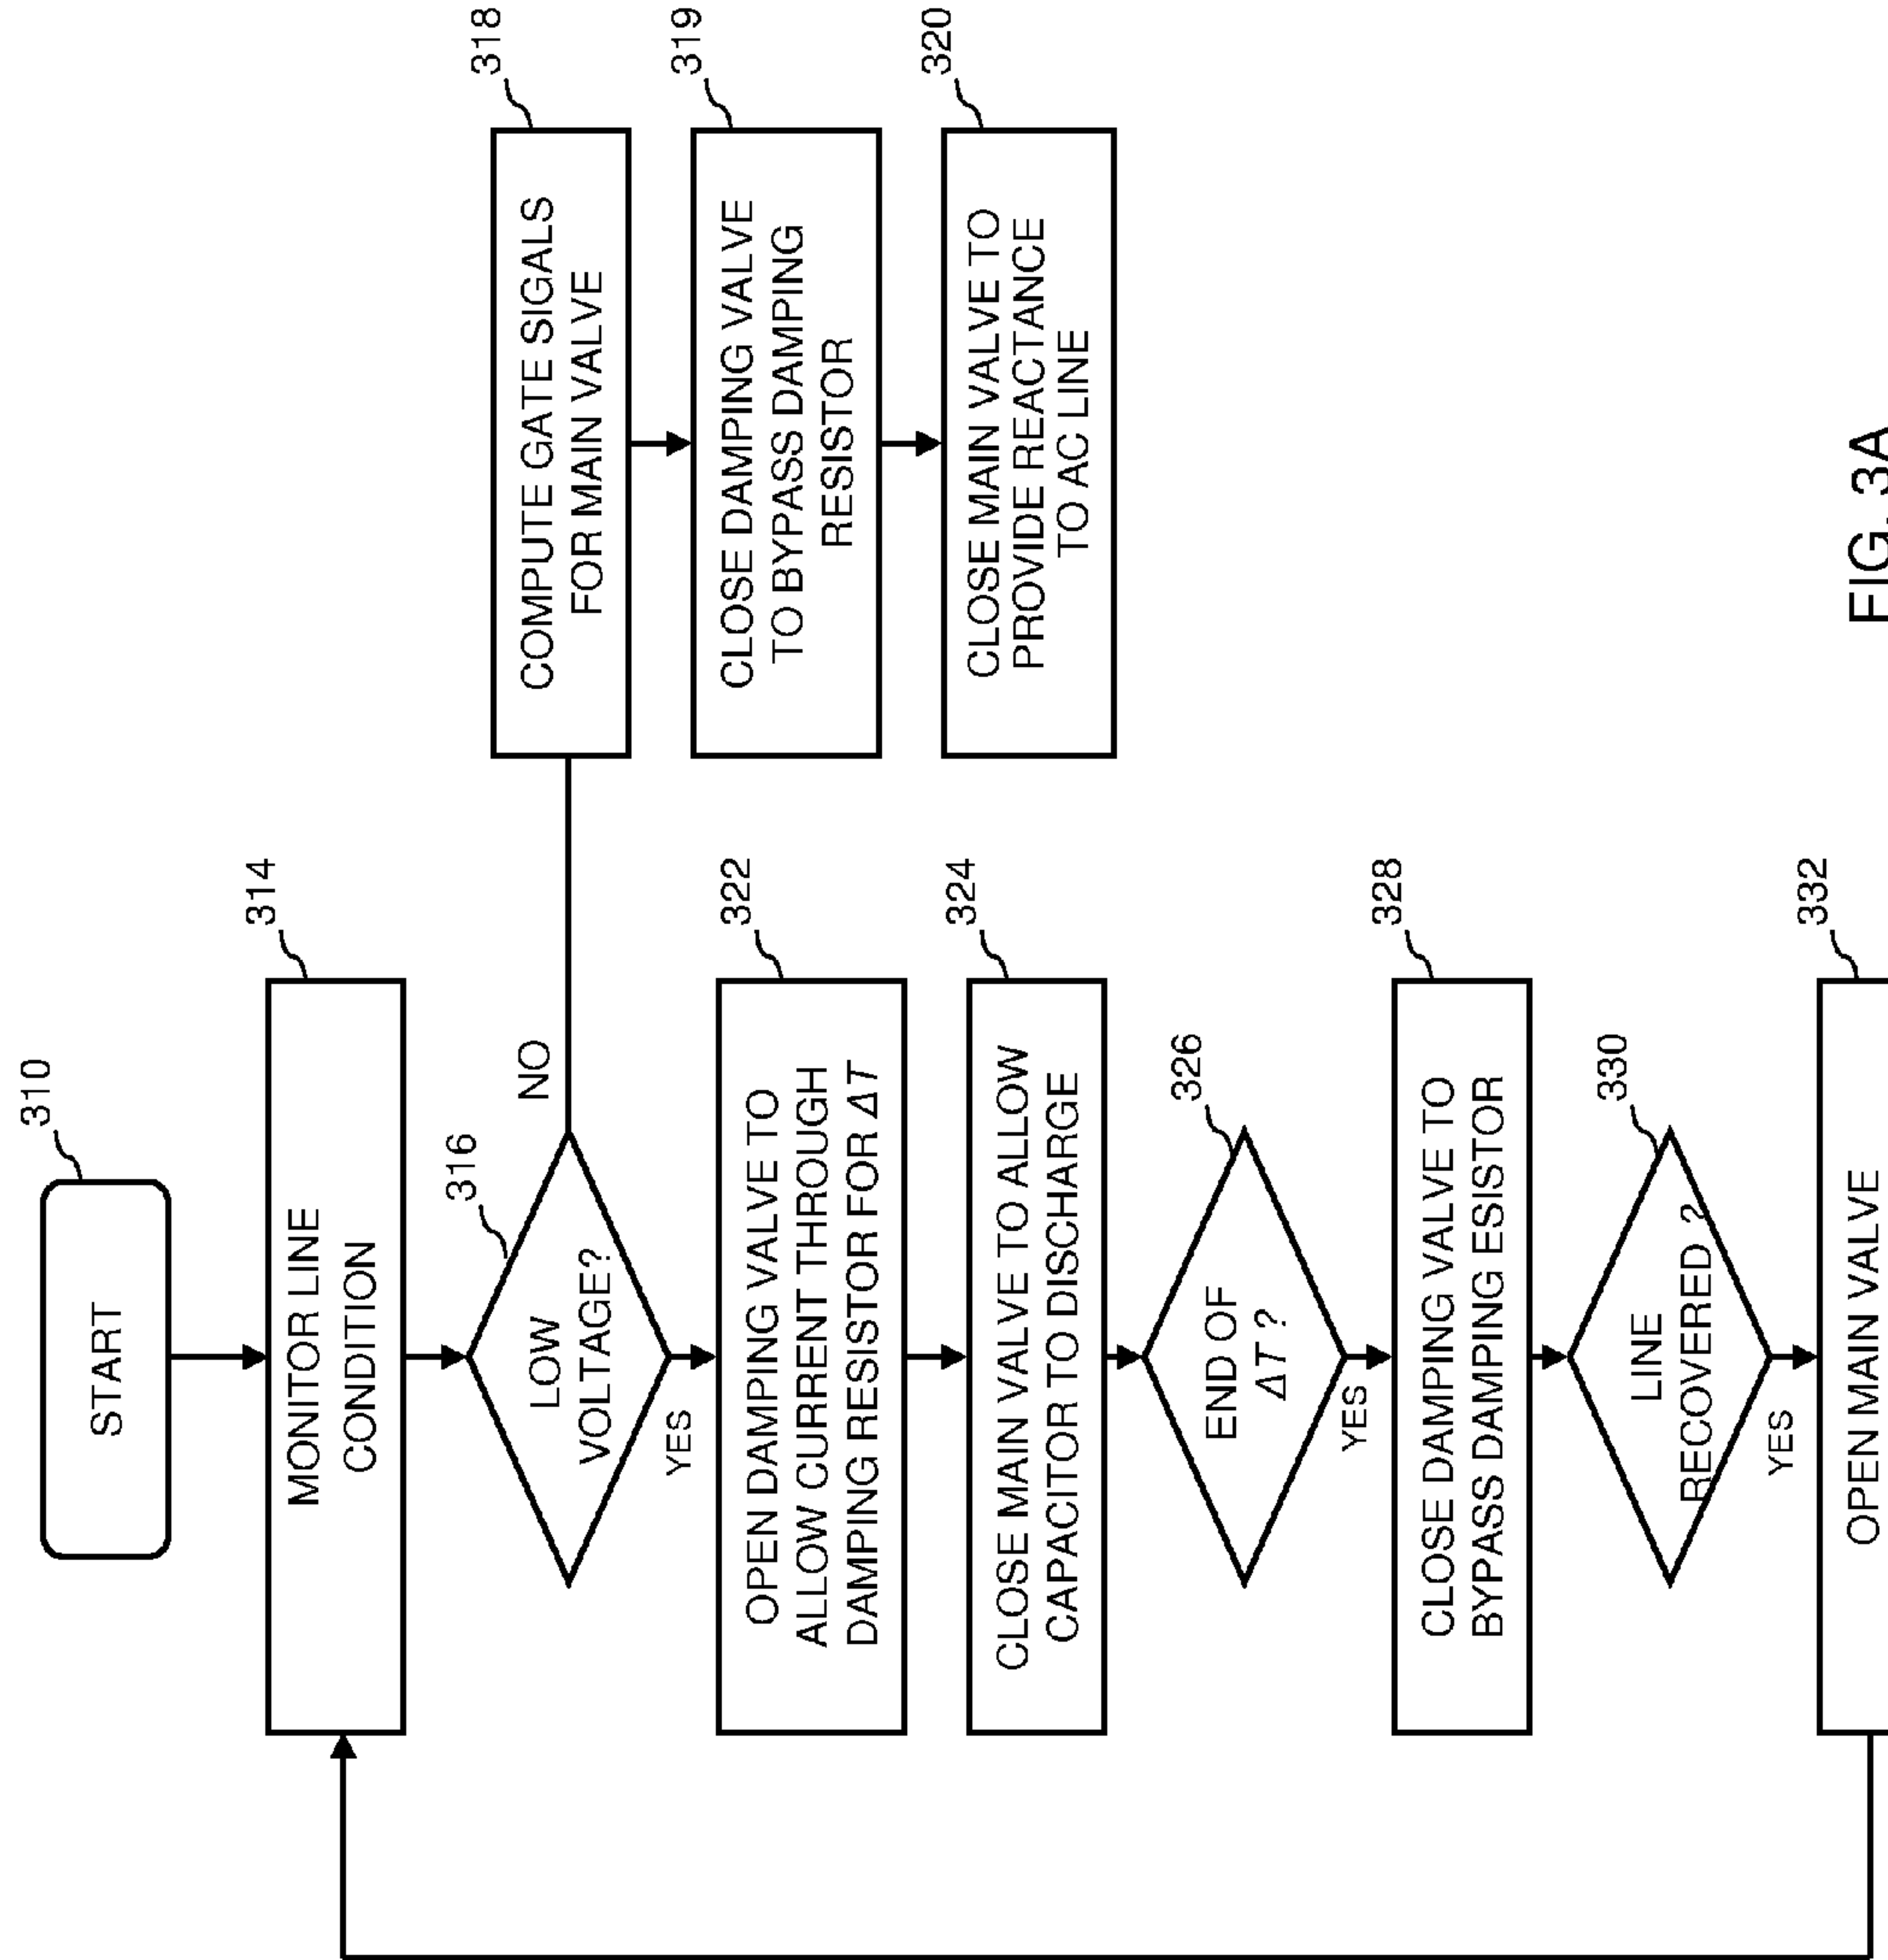 310
START
314
MONITOR LINE
CONDITION
316
LOW
VOLTAGE?
NO
YES
318
COMPUTE GATE SIGALS
FOR MAIN VALVE
319
CLOSE DAMPING VALVE
TO BYPASS DAMPING
RESISTOR
320
CLOSE MAIN VALVE TO
PROVIDE REACTANCE
TO AC LINE
322
OPEN DAMPING VALVE TO
ALLOW CURRENT THROUGH
DAMPING RESISTOR FOR ΔT
324
CLOSE MAIN VALVE TO ALLOW
CAPACITOR TO DISCHARGE
326
END OF
ΔT ?
YES
328
CLOSE DAMPING VALVE TO
BYPASS DAMPING ESISTOR
330
LINE
RECOVERED ?
YES
332
OPEN MAIN VALVE
FIG. 3A